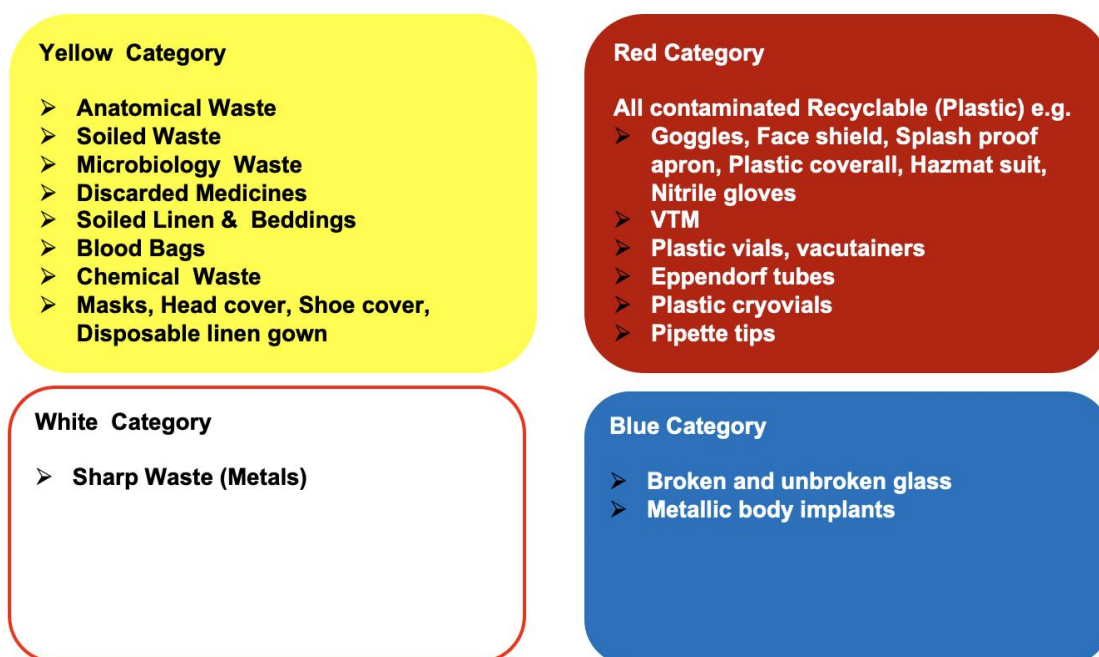 Yellow Category
➢ Anatomical Waste
➢ Soiled Waste
➢ Microbiology Waste
➢ Discarded Medicines
➢ Soiled Linen & Beddings
➢ Blood Bags
➢ Chemical Waste
➢ Masks, Head cover, Shoe cover,
Disposable linen gown
Red Category
All contaminated Recyclable (Plastic) e.g.
➢ Goggles, Face shield, Splash proof
apron, Plastic coverall, Hazmat suit,
Nitrile gloves
➢ VTM
➢ Plastic vials, vacutainers
➢ Eppendorf tubes
➢ Plastic cryovials
➢ Pipette tips
White Category
➢ Sharp Waste (Metals)
Blue Category
➢ Broken and unbroken glass
➢ Metallic body implants